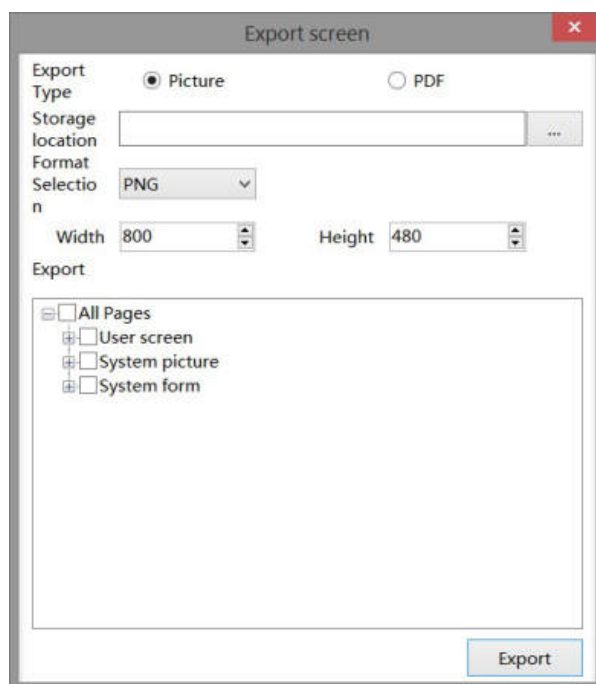 Export screen
Export
Type
Picture
PDF
Storage
location
...
Format
Selectio
n
PNG
Width 800
Height 480
Export
All Pages
User screen
System picture
System form
Export